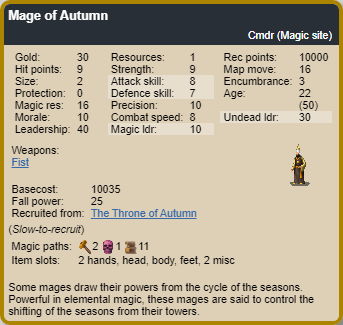 Mage of Autumn
Cmdr (Magic site)
Gold: 30 Resources: 1 Rec points: 10000
Hit points: 9 Strength: 9 Map move: 16
Size: 2 Attack skill: 8 Encumbrance: 3
Protection: 0 Defence skill: 7 Age: 22
Magic res: 16 Precision: 10 (50)
Morale: 10 Combat speed: 8 Undead ldr: 30
Leadership: 40 Magic ldr: 10
Weapons:
Fist
Basecost: 10035
Fall power: 25
Recruited from: The Throne of Autumn
(Slow-to-recruit)
Magic paths: 2 1 11
Item slots: 2 hands, head, body, feet, 2 misc
Some mages draw their powers from the cycle of the seasons.
Powerful in elemental magic, these mages are said to control the
shifting of the seasons from their towers.